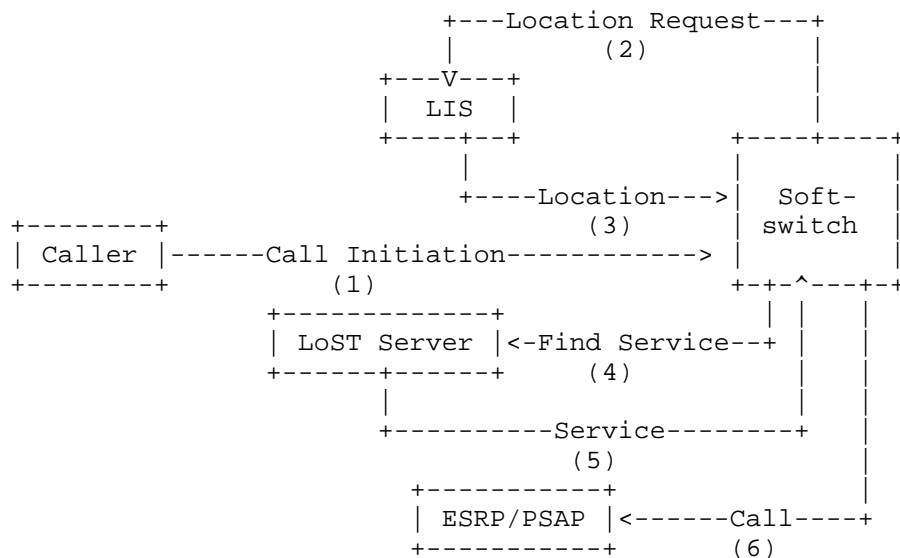 Location Request
(2)
LIS
Location
(3)
Soft-
switch
Caller
Call Initiation
(1)
LoST Server
Find Service
(4)
Service
(5)
ESRP/PSAP
Call
(6)